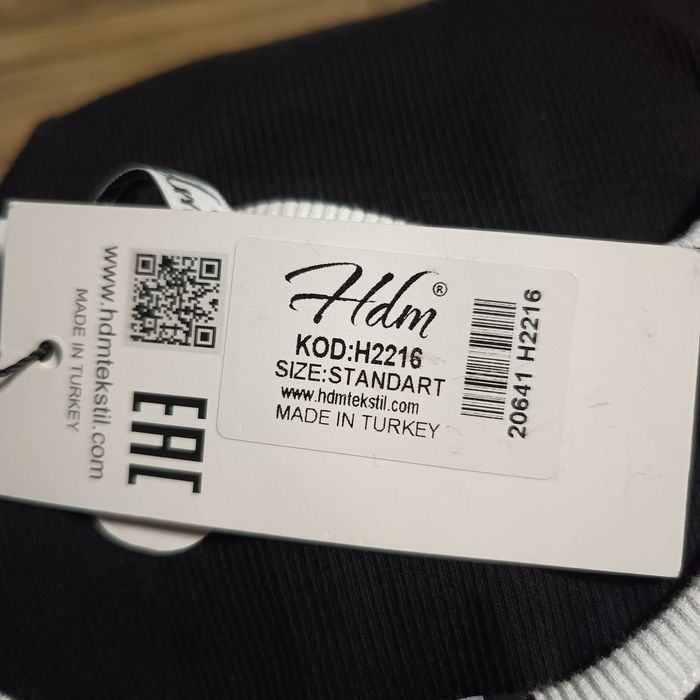 Hdm®
KOD:H2216
SIZE:STANDART
www.hdmtekstil.com
MADE IN TURKEY
20641 H2216
www.hdmtekstil.com
MADE IN TURKEY
EAC